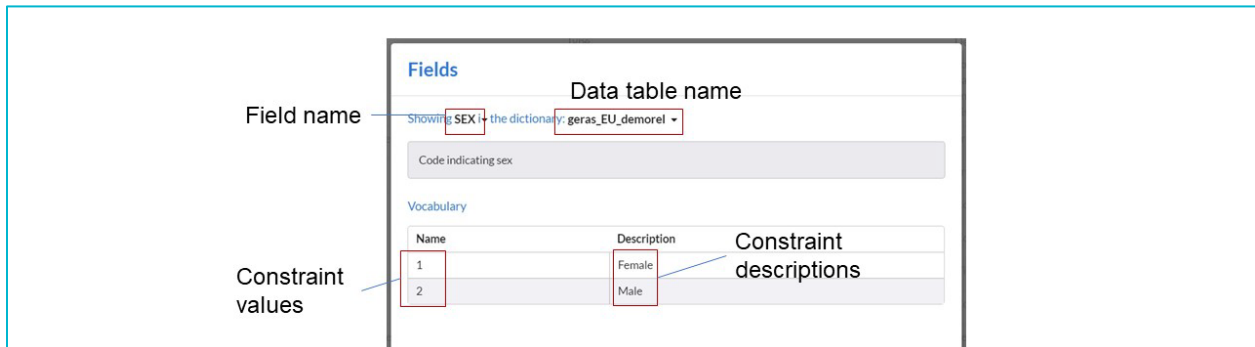 Fields
Data table name
Field name
Showing SEX i the dictionary: geras_EU_demorel
Code indicating sex
Vocabulary
Name Description
Constraint
descriptions
1 Female
2 Male
Constraint
values